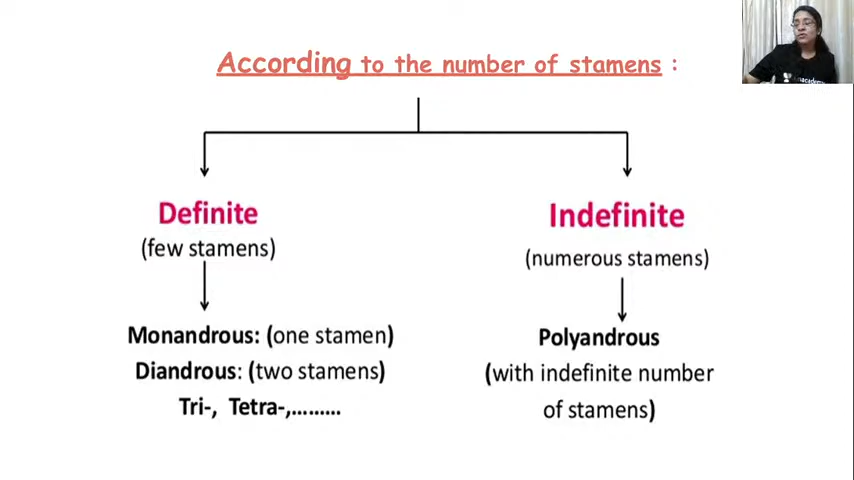 According to the number of stamens :
Definite
(few stamens)
Monandrous: (one stamen)
Diandrous: (two stamens)
Tri-, Tetra-,.........
Indefinite
(numerous stamens)
Polyandrous
(with indefinite number
of stamens)